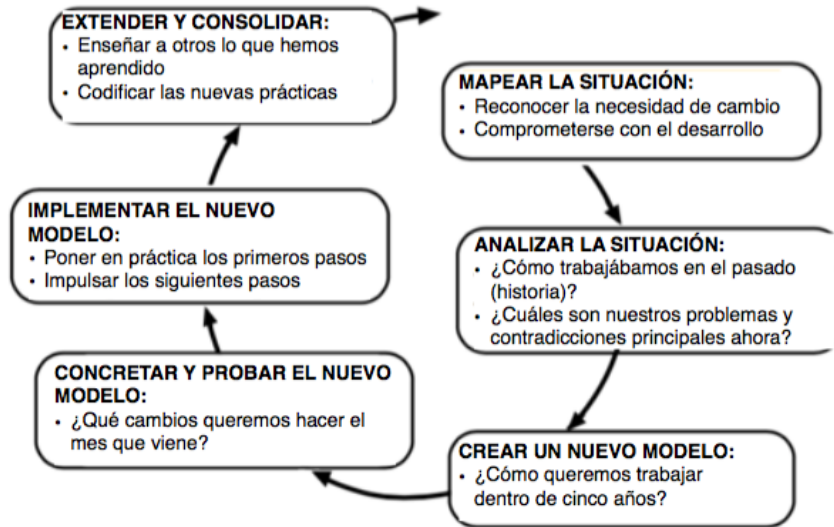 EXTENDER Y CONSOLIDAR:
• Enseñar a otros lo que hemos
aprendido
• Codificar las nuevas prácticas
MAPEAR LA SITUACIÓN:
• Reconocer la necesidad de cambio
• Comprometerse con el desarrollo
ANALIZAR LA SITUACIÓN:
• ¿Cómo trabajábamos en el pasado
(historia)?
• ¿Cuáles son nuestros problemas y
contradicciones principales ahora?
CREAR UN NUEVO MODELO:
• ¿Cómo queremos trabajar
dentro de cinco años?
CONCRETAR Y PROBAR EL NUEVO
MODELO:
• ¿Qué cambios queremos hacer el
mes que viene?
IMPLEMENTAR EL NUEVO
MODELO:
• Poner en práctica los primeros pasos
• Impulsar los siguientes pasos